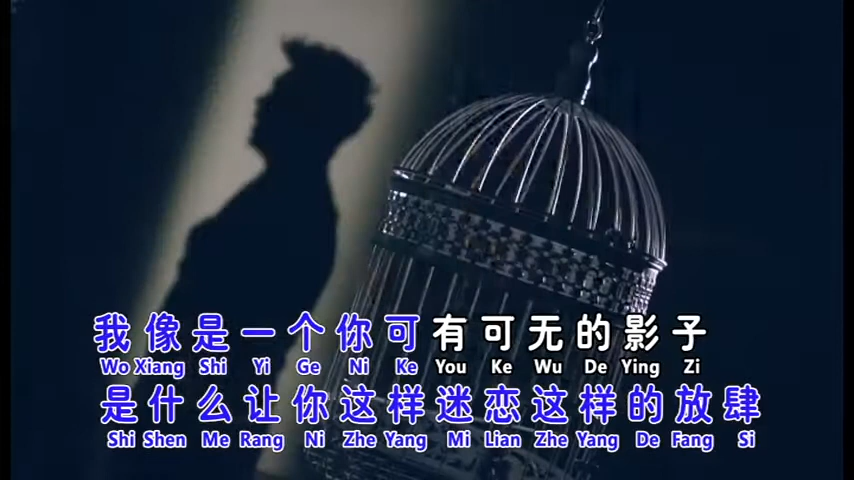 我像是一个你可有可无的影子
Wo Xiang Shi Yi Ge Ni Ke You Ke Wu De Ying Zi
是什么让你这样迷恋这样的放肆
Shi Shen Me Rang Ni Zhe Yang Mi Lian Zhe Yang De Fang Si